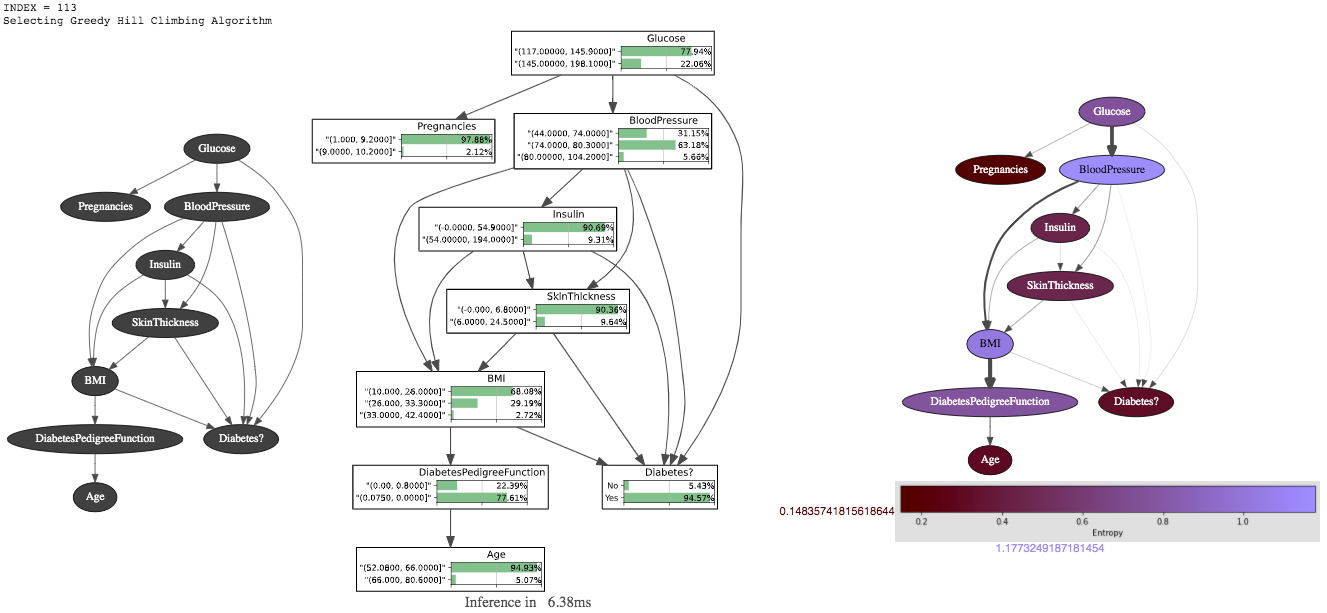 INDEX = 113
Selecting Greedy Hill Climbing Algorithm
Glucose
Pregnancies
BloodPressure
Insulin
SkinThickness
BMI
DiabetesPedigreeFunction
Diabetes?
Age
Glucose
"(117.00000, 145.9000]" 77.94%
"(145.00000, 198.1000]" 22.06%
Pregnancies
"(1.000, 9.2000]" 97.88%
"(9.0000, 10.2000]" 2.12%
BloodPressure
"(44.0000, 74.0000]" 31.15%
"(74.0000, 80.3000]" 63.18%
"(80.00000, 104.2000]" 5.66%
Insulin
"(-0.0000, 54.9000]" 90.69%
"(54.00000, 194.0000]" 9.31%
SkinThickness
"(-0.000, 6.8000]" 90.36%
"(6.0000, 24.5000]" 9.64%
BMI
"(10.000, 26.0000]" 68.08%
"(26.000, 33.3000]" 29.19%
"(33.0000, 42.4000]" 2.72%
DiabetesPedigreeFunction
"(0.00, 0.8000]" 22.39%
"(0.0750, 0.0000]" 77.61%
Diabetes?
No 5.43%
Yes 94.57%
Age
"(52.0000, 66.0000]" 94.93%
"(66.000, 80.6000]" 5.07%
Inference in 6.38ms
Glucose
Pregnancies
BloodPressure
Insulin
SkinThickness
BMI
DiabetesPedigreeFunction
Diabetes?
Age
0.14835741815618644
0.2 0.4 0.6 0.8 1.0
Entropy
1.1773249187181454